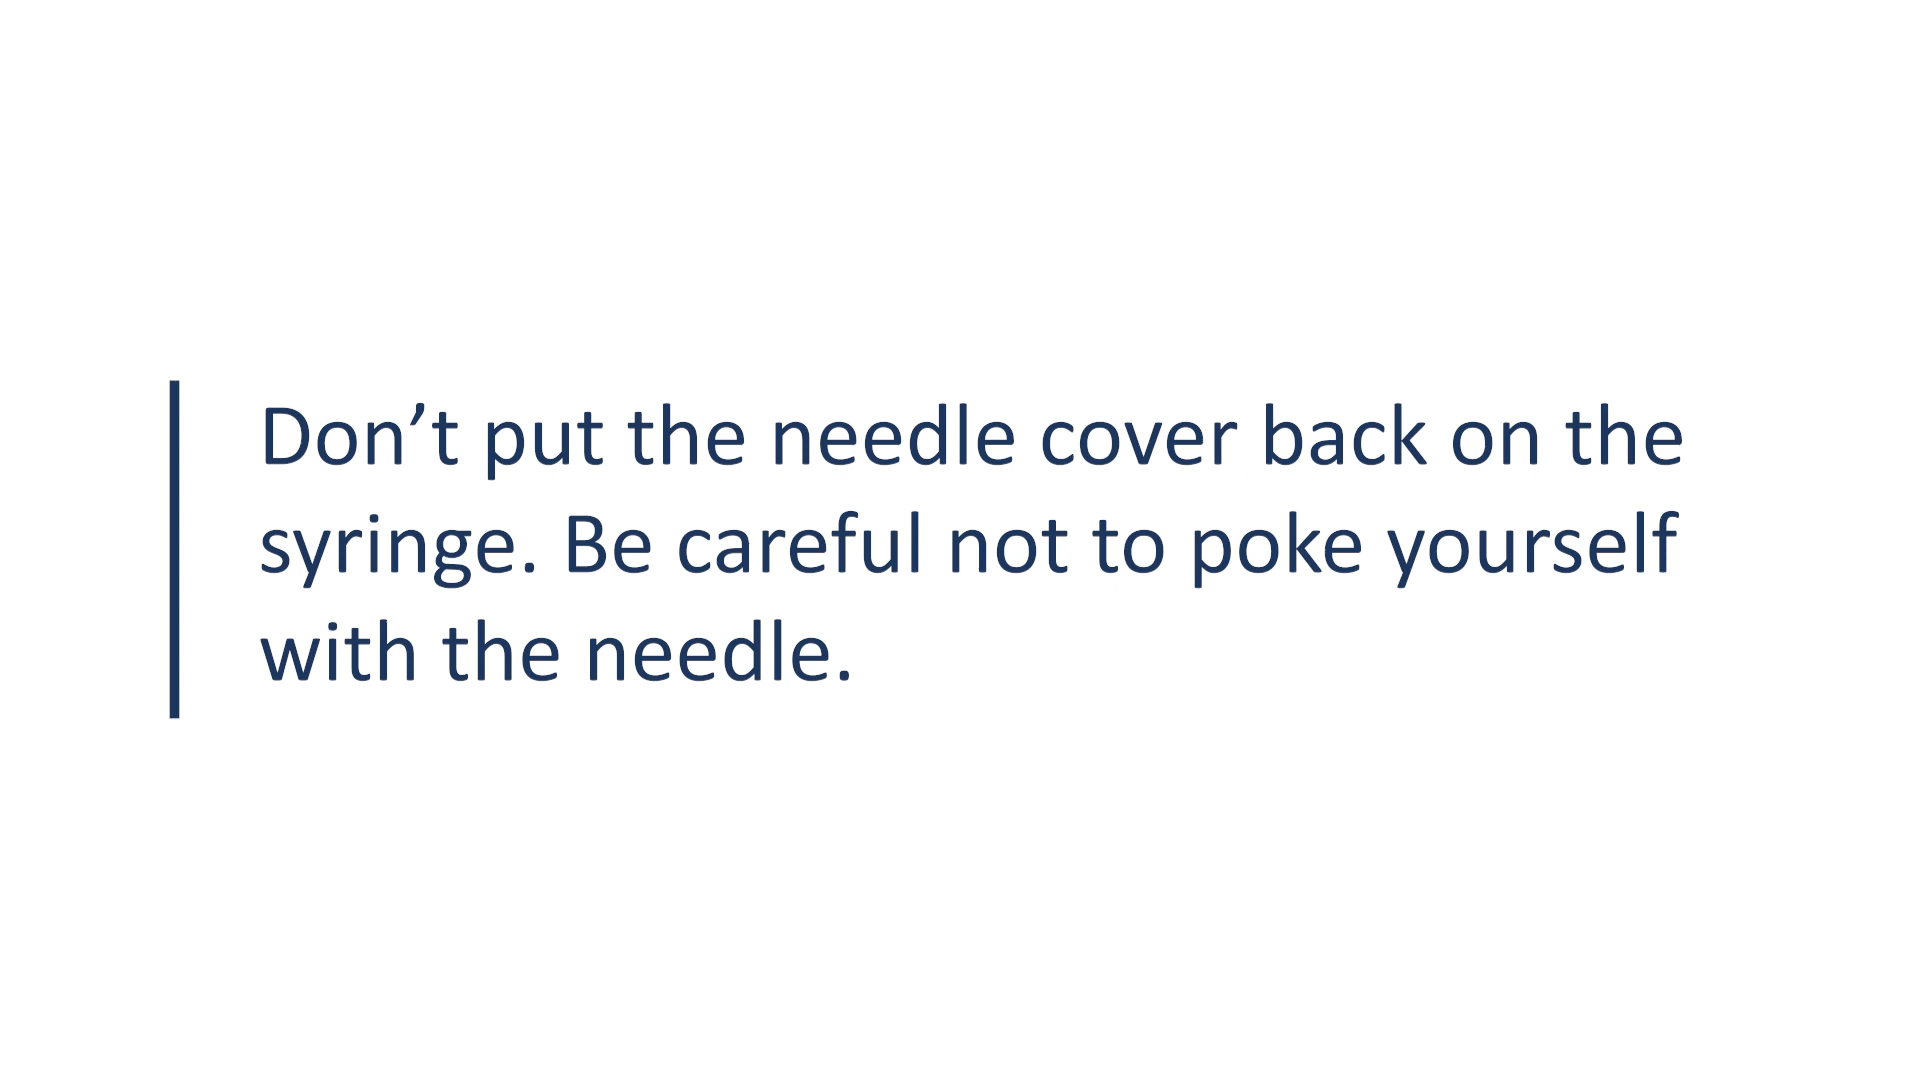 Don’t put the needle cover back on the
syringe. Be careful not to poke yourself
with the needle.